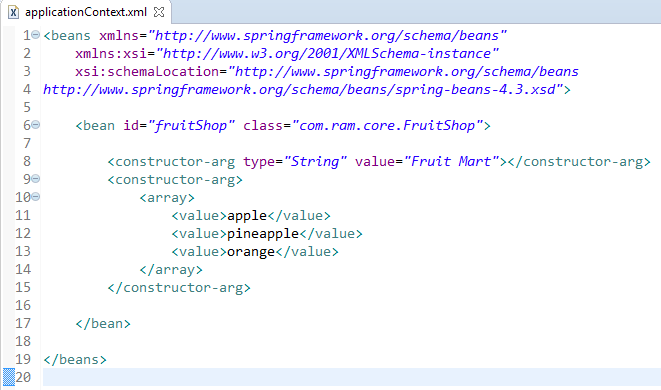 applicationContext.xml
1 <beans xmlns="http://www.springframework.org/schema/beans"
2     xmlns:xsi="http://www.w3.org/2001/XMLSchema-instance"
3     xsi:schemaLocation="http://www.springframework.org/schema/beans
4 http://www.springframework.org/schema/beans/spring-beans-4.3.xsd">
5
6     <bean id="fruitShop" class="com.ram.core.FruitShop">
7
8         <constructor-arg type="String" value="Fruit Mart"></constructor-arg>
9         <constructor-arg>
10             <array>
11                 <value>apple</value>
12                 <value>pineapple</value>
13                 <value>orange</value>
14             </array>
15         </constructor-arg>
16
17     </bean>
18
19 </beans>
20